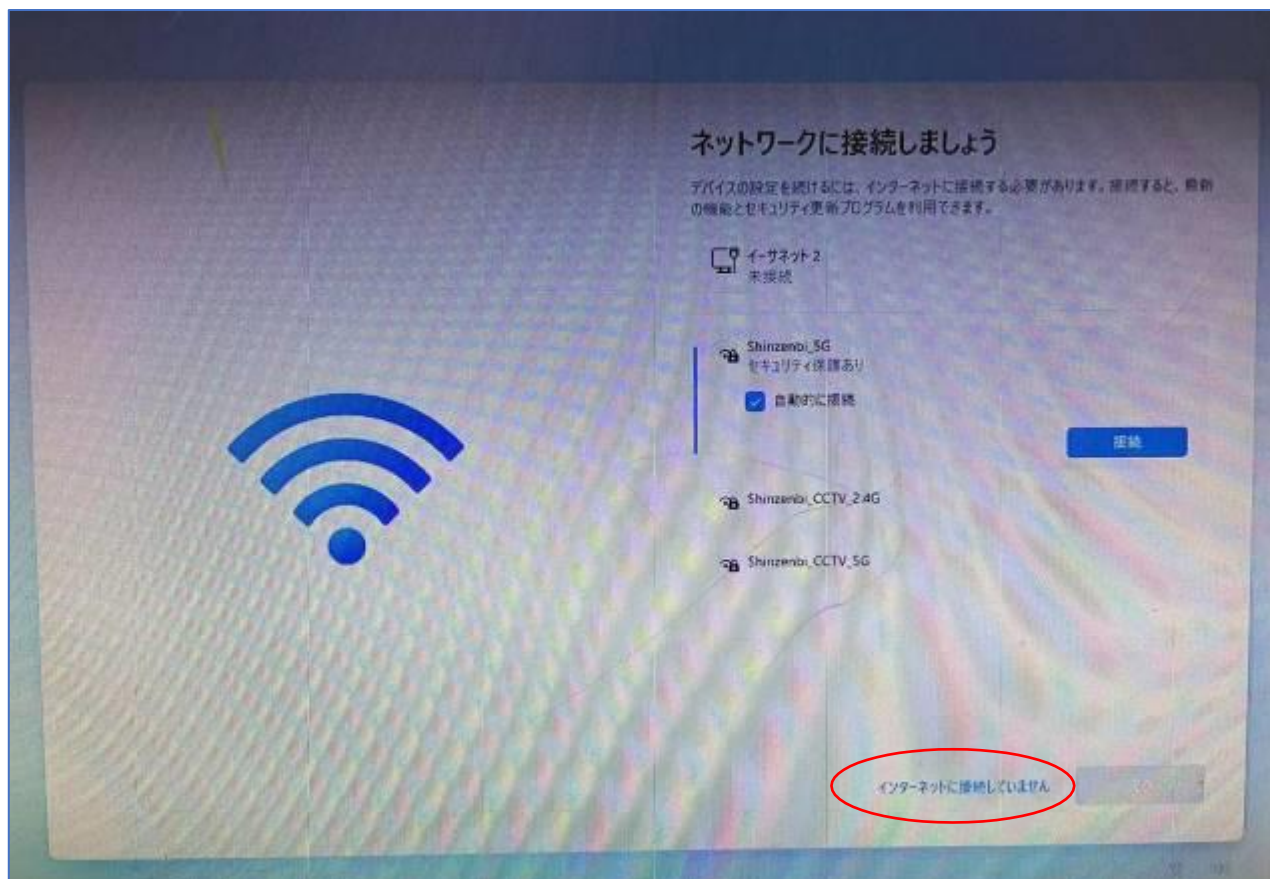 ネットワークに接続しましょう
デバイスの設定を続けるには、インターネットに接続する必要があります。接続すると、最新
の機能とセキュリティ更新プログラムを利用できます。
イーサネット 2
未接続
Shinzenbi_5G
セキュリティ保護あり
自動的に接続
接続
Shinzenbi_CCTV_2.4G
Shinzenbi_CCTV_5G
インターネットに接続していません